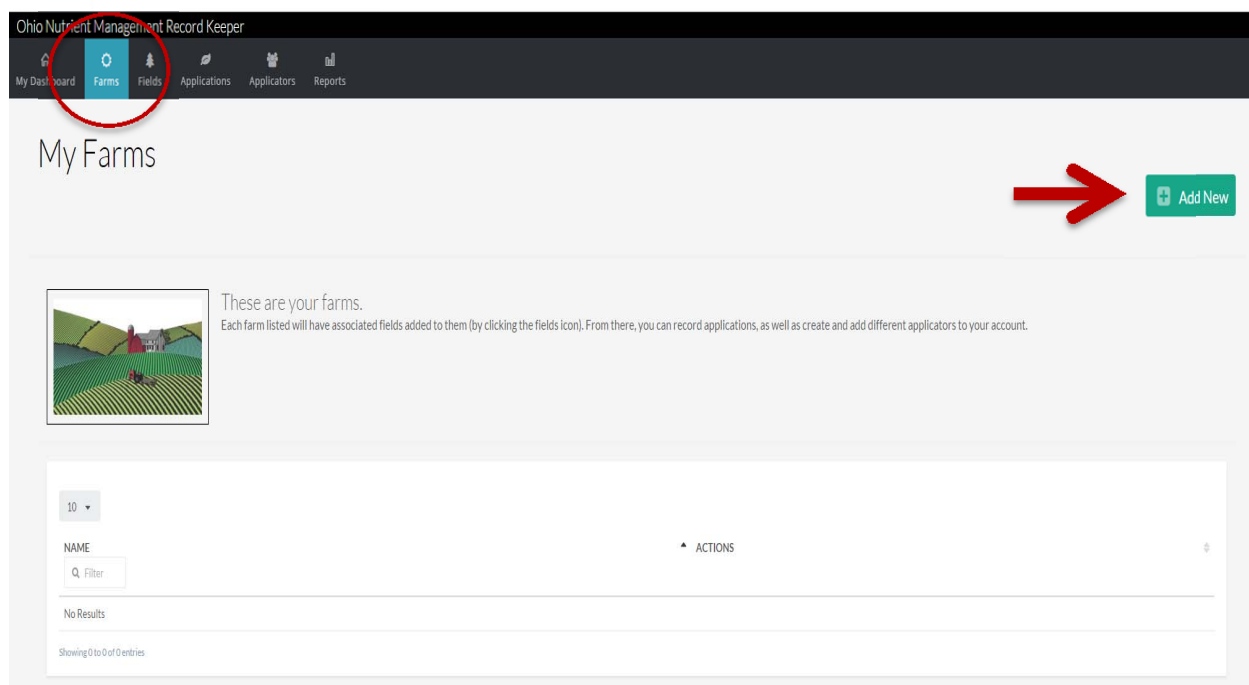 Ohio Nutrient Management Record Keeper
My Dashboard Farms Fields Applications Applicators Reports
My Farms
Add New
These are your farms.
Each farm listed will have associated fields added to them (by clicking the fields icon). From there, you can record applications, as well as create and add different applicators to your account.
10
NAME ACTIONS
Filter
No Results
Showing 0 to 0 of 0 entries